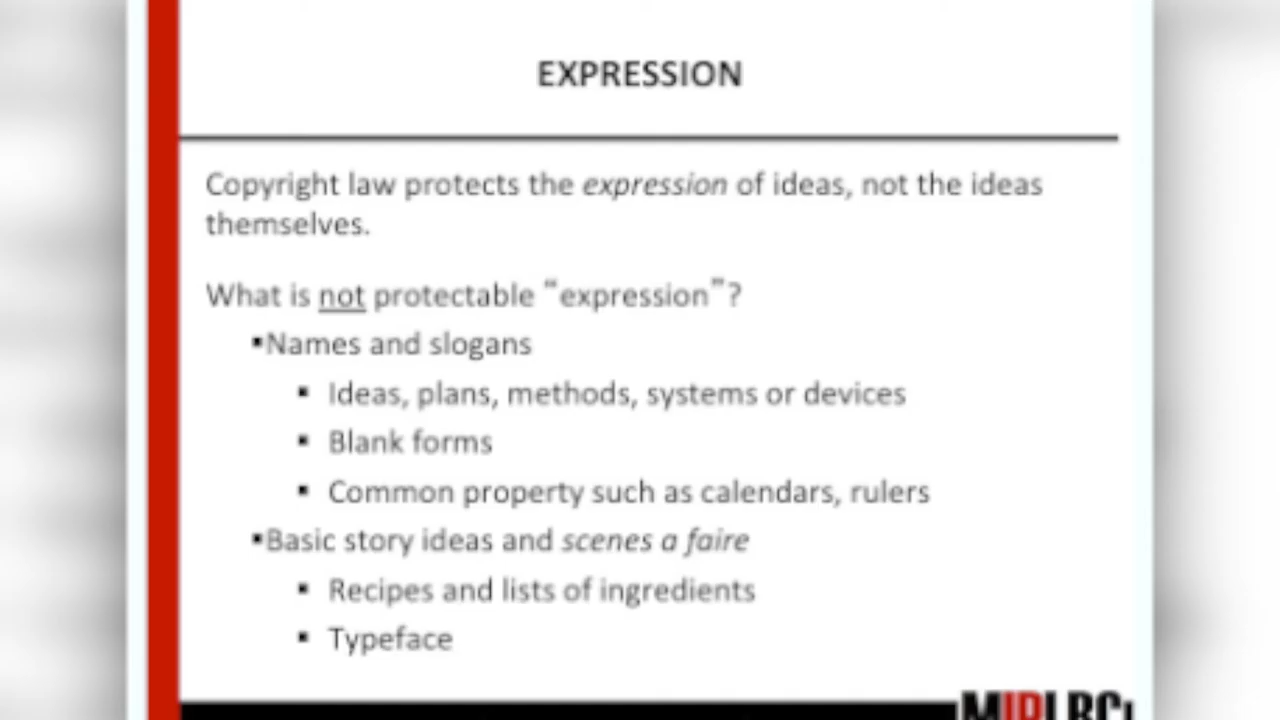 EXPRESSION
Copyright law protects the expression of ideas, not the ideas
themselves.
What is not protectable "expression"?
▪Names and slogans
▪ Ideas, plans, methods, systems or devices
▪ Blank forms
▪ Common property such as calendars, rulers
▪Basic story ideas and scenes a faire
▪ Recipes and lists of ingredients
▪ Typeface